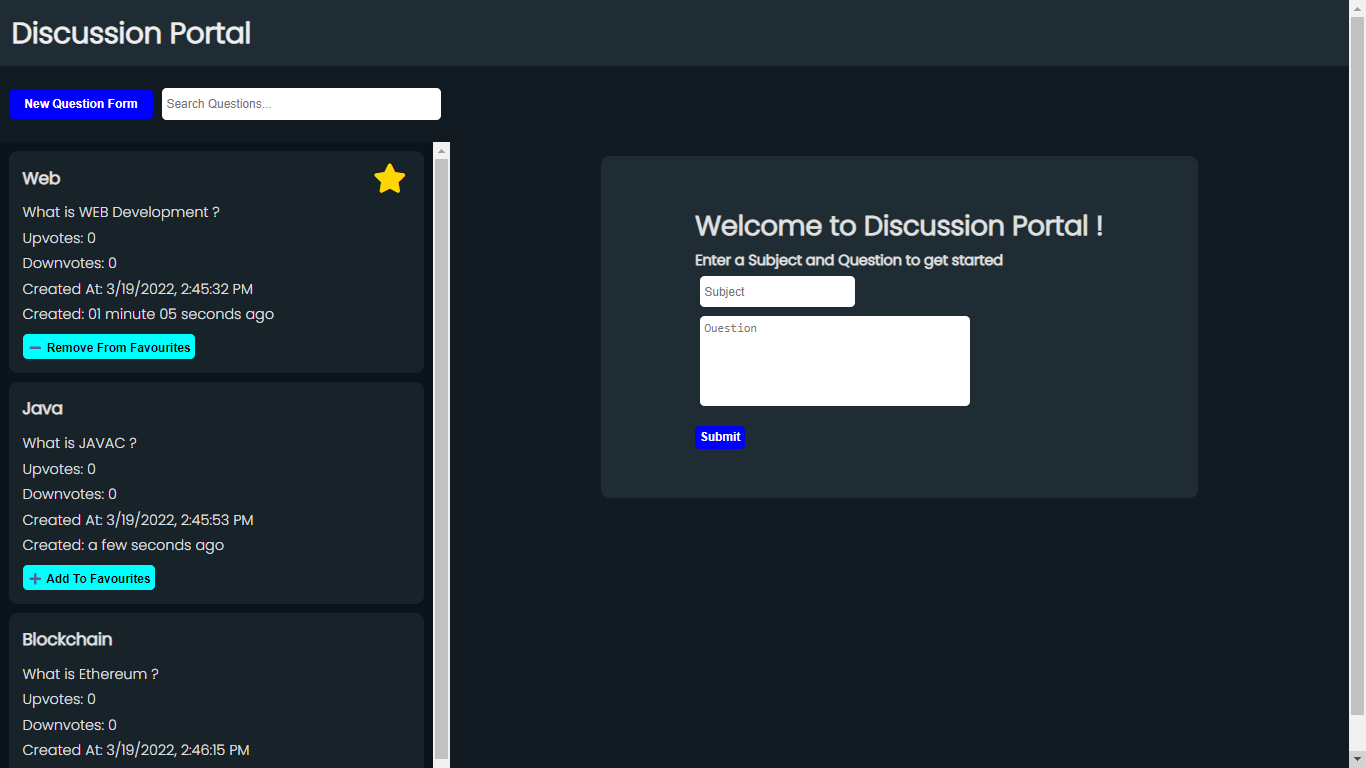 Discussion Portal
New Question Form
Search Questions...
Web
What is WEB Development ?
Upvotes: 0
Downvotes: 0
Created At: 3/19/2022, 2:45:32 PM
Created: 01 minute 05 seconds ago
Remove From Favourites
Java
What is JAVAC ?
Upvotes: 0
Downvotes: 0
Created At: 3/19/2022, 2:45:53 PM
Created: a few seconds ago
Add To Favourites
Blockchain
What is Ethereum ?
Upvotes: 0
Downvotes: 0
Created At: 3/19/2022, 2:46:15 PM
Welcome to Discussion Portal !
Enter a Subject and Question to get started
Subject
Question
Submit